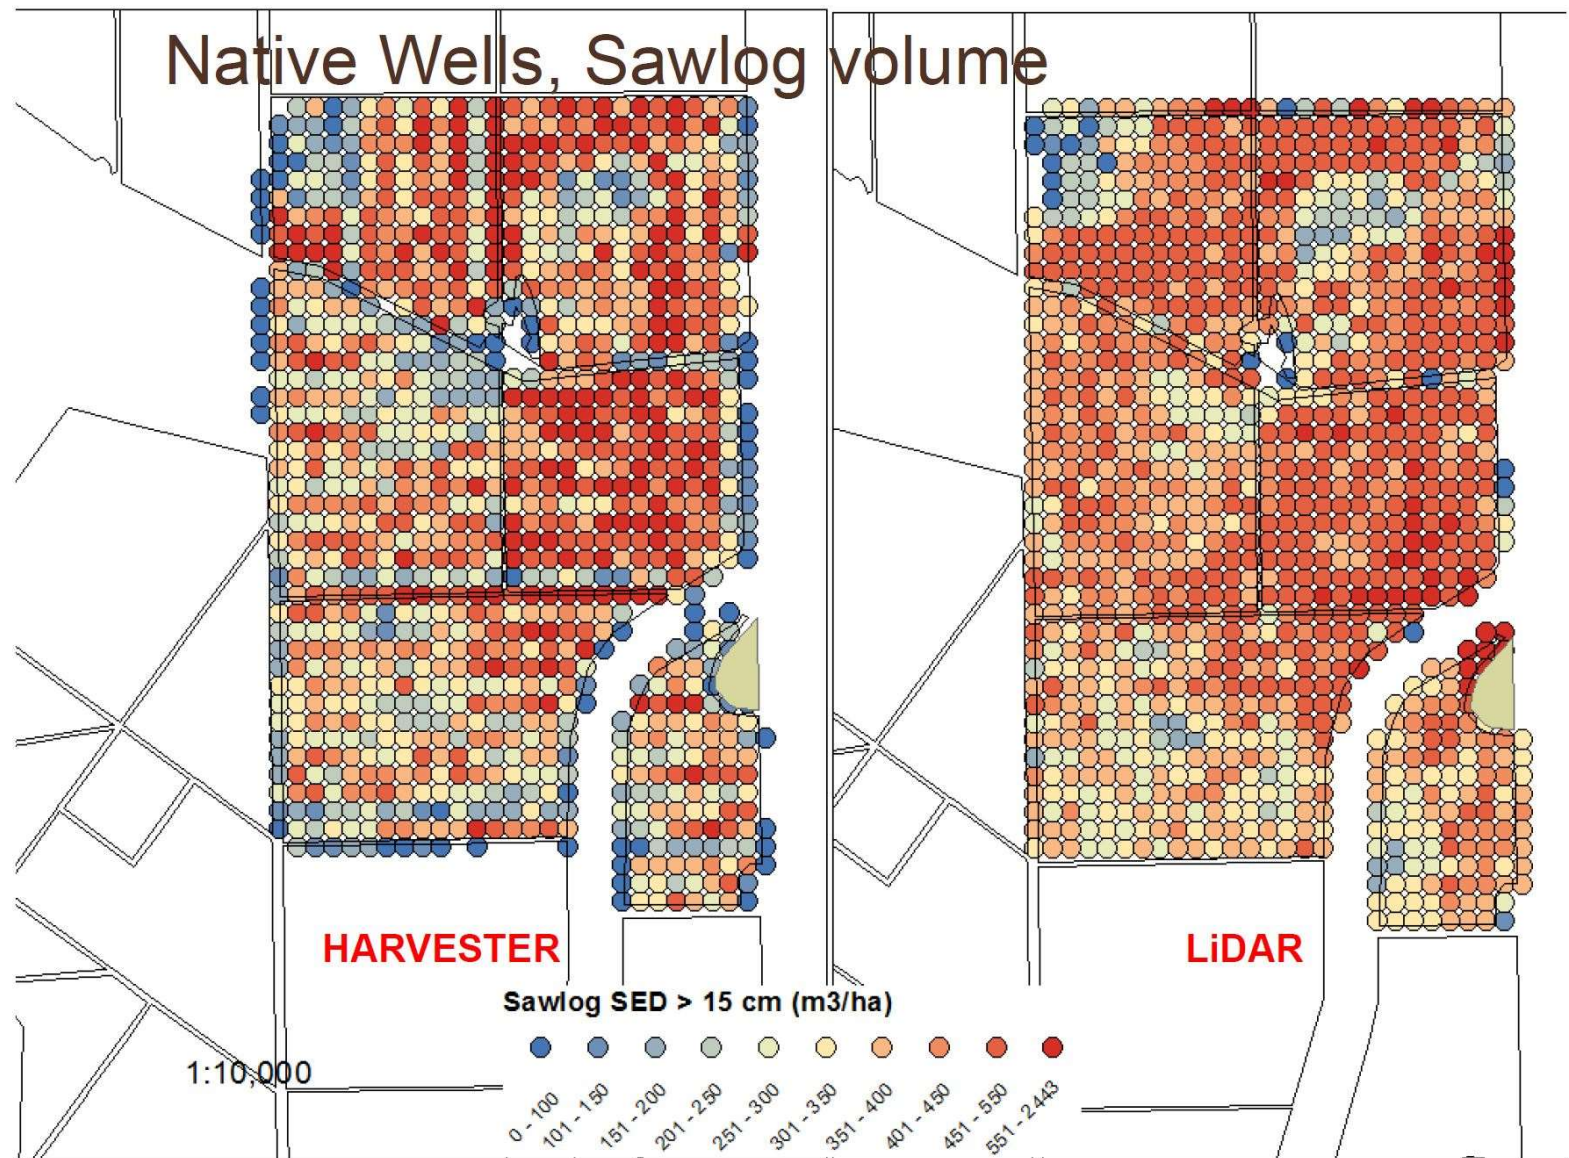 Native Wells, Sawlog volume
HARVESTER
LiDAR
Sawlog SED > 15 cm (m3/ha)
1:10,000
0 - 100
101 - 150
151 - 200
201 - 250
251 - 300
301 - 350
351 - 400
401 - 450
451 - 550
551 - 2443